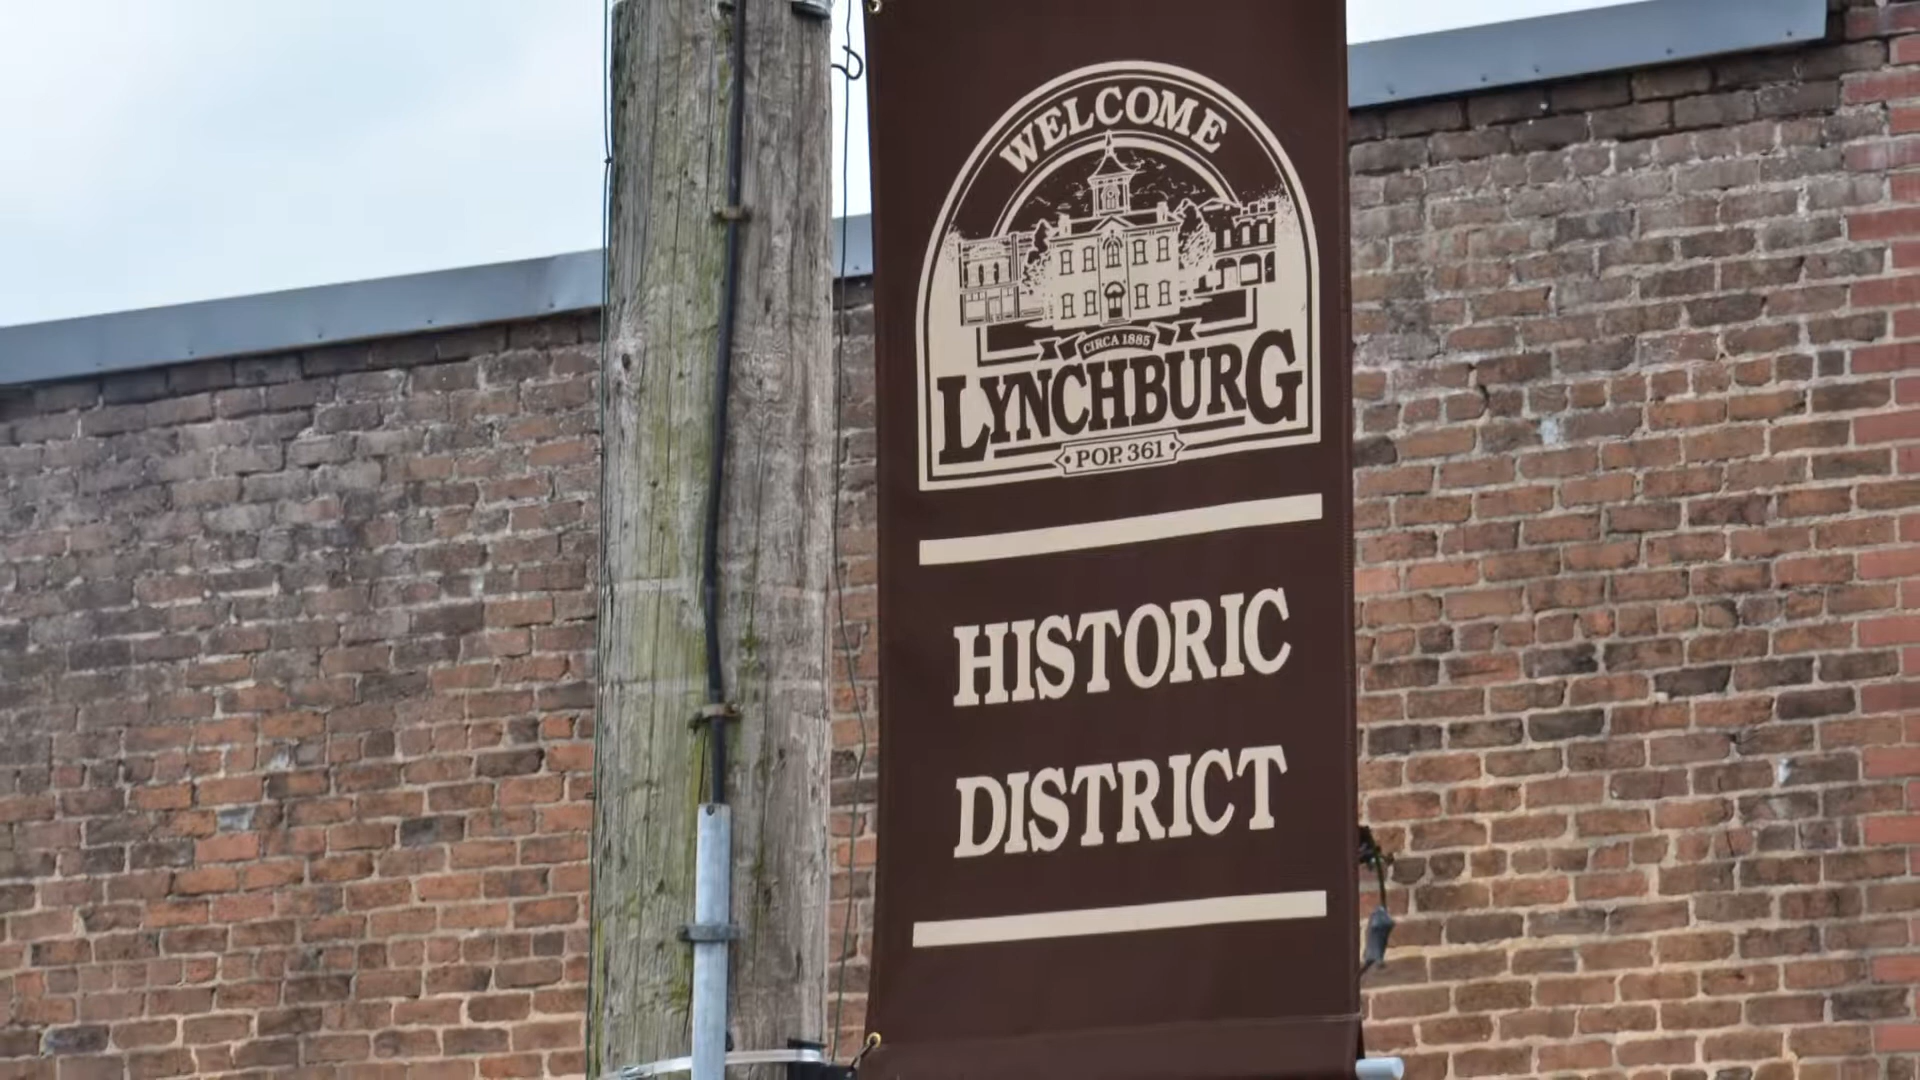 WELCOME
CIRCA 1885
LYNCHBURG
POP. 361
HISTORIC
DISTRICT